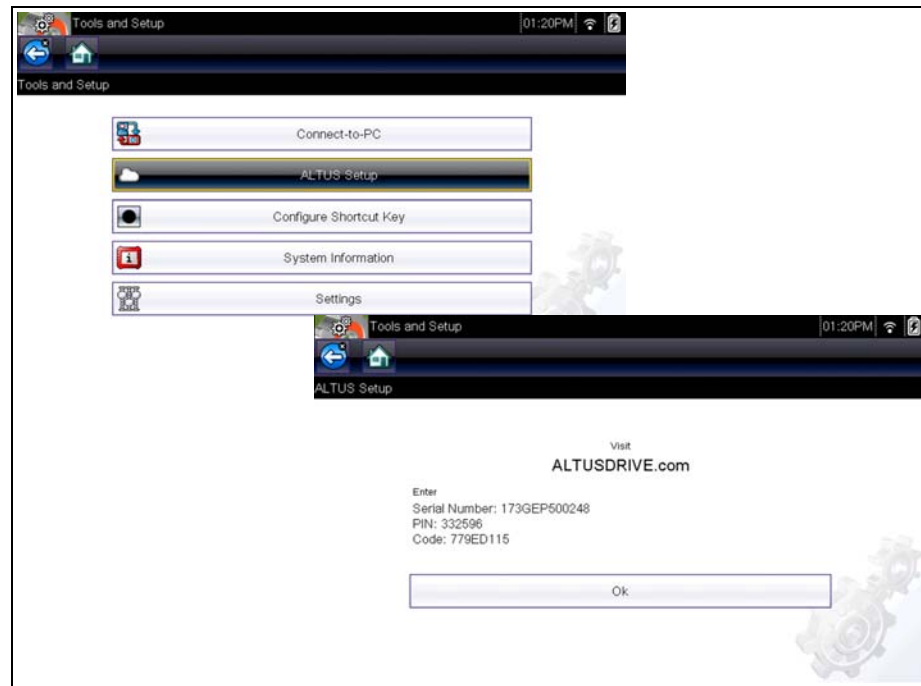 Tools and Setup 01:20PM
Tools and Setup
Connect-to-PC
ALTUS Setup
Configure Shortcut Key
System Information
Settings
Tools and Setup 01:20PM
ALTUS Setup
Visit
ALTUSDRIVE.com
Enter
Serial Number: 173GEP500248
PIN: 332596
Code: 779ED115
Ok